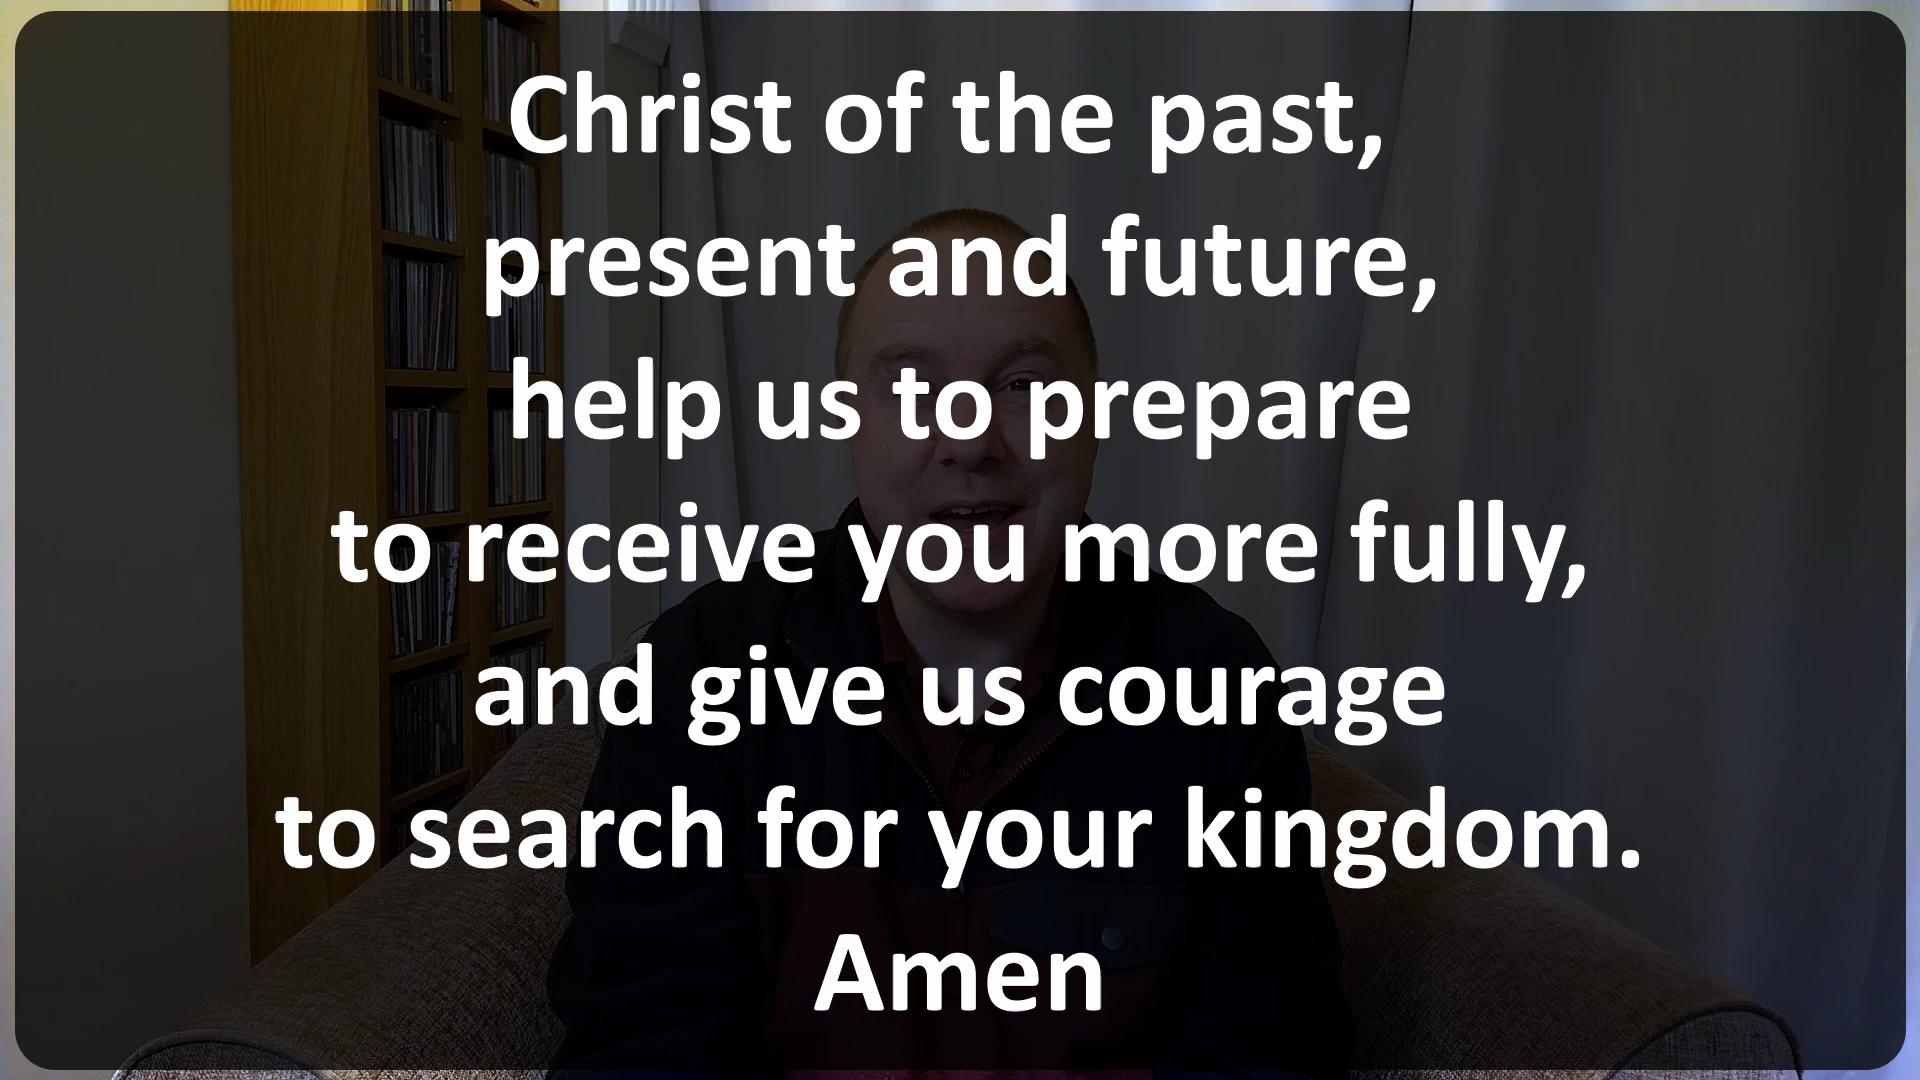 Christ of the past,
present and future,
help us to prepare
to receive you more fully,
and give us courage
to search for your kingdom.
Amen